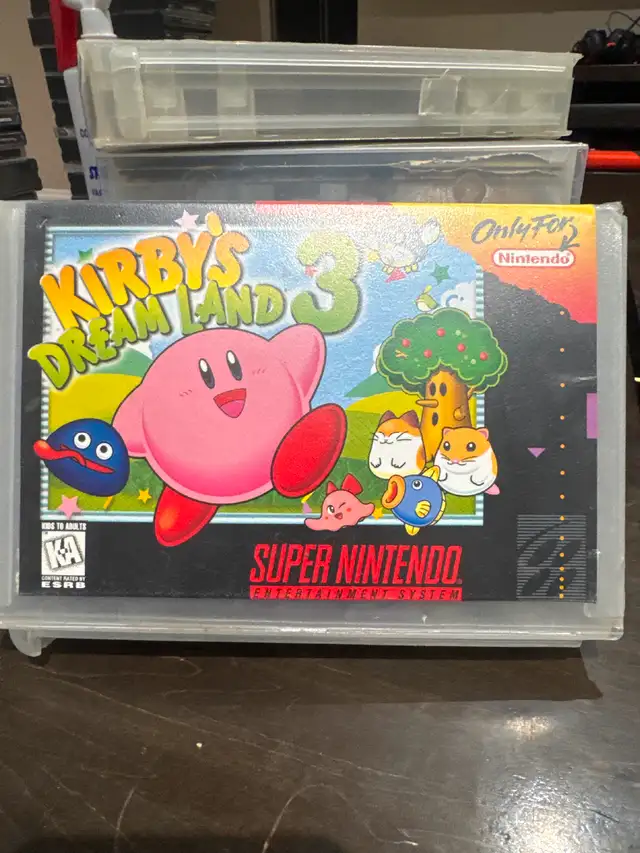 KIRBY'S
DREAM LAND 3
Only For
Nintendo
KIDS TO ADULTS
K-A
CONTENT RATED BY
ESRB
SUPER NINTENDO
ENTERTAINMENT SYSTEM